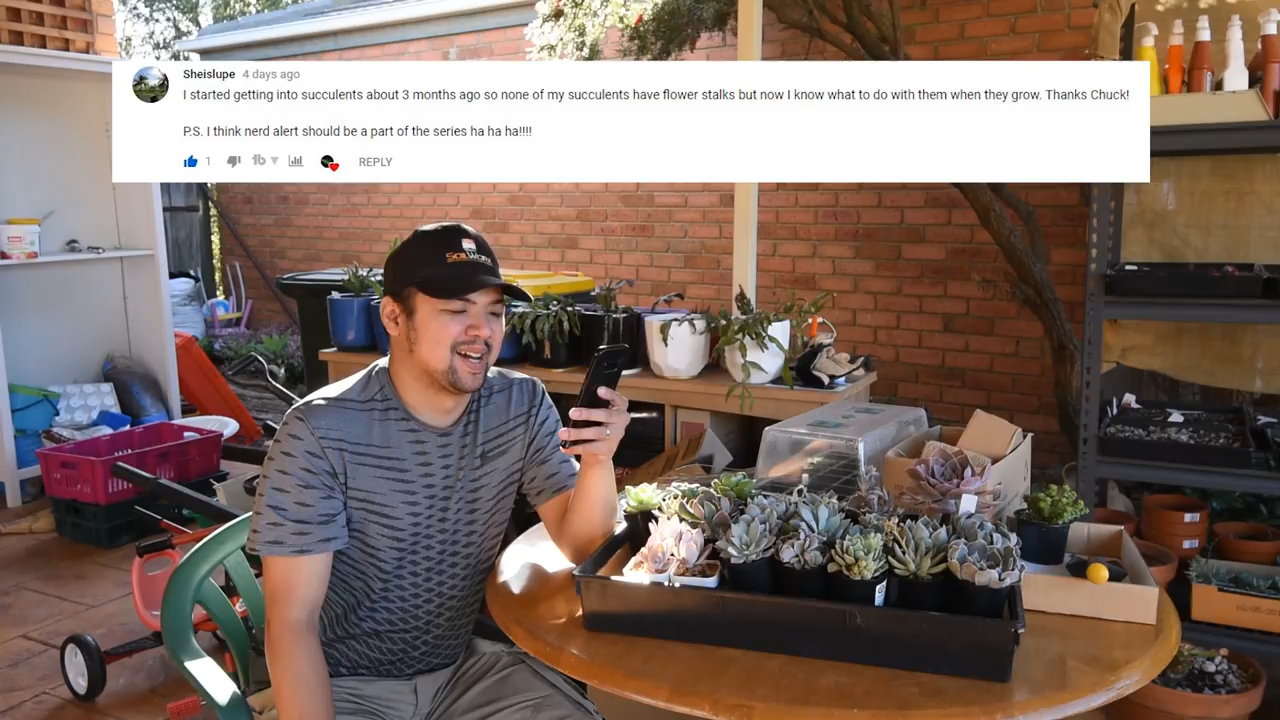 Sheislupe 4 days ago
I started getting into succulents about 3 months ago so none of my succulents have flower stalks but now I know what to do with them when they grow. Thanks Chuck!
P.S. I think nerd alert should be a part of the series ha ha ha!!!!
1 REPLY
SOILWORX